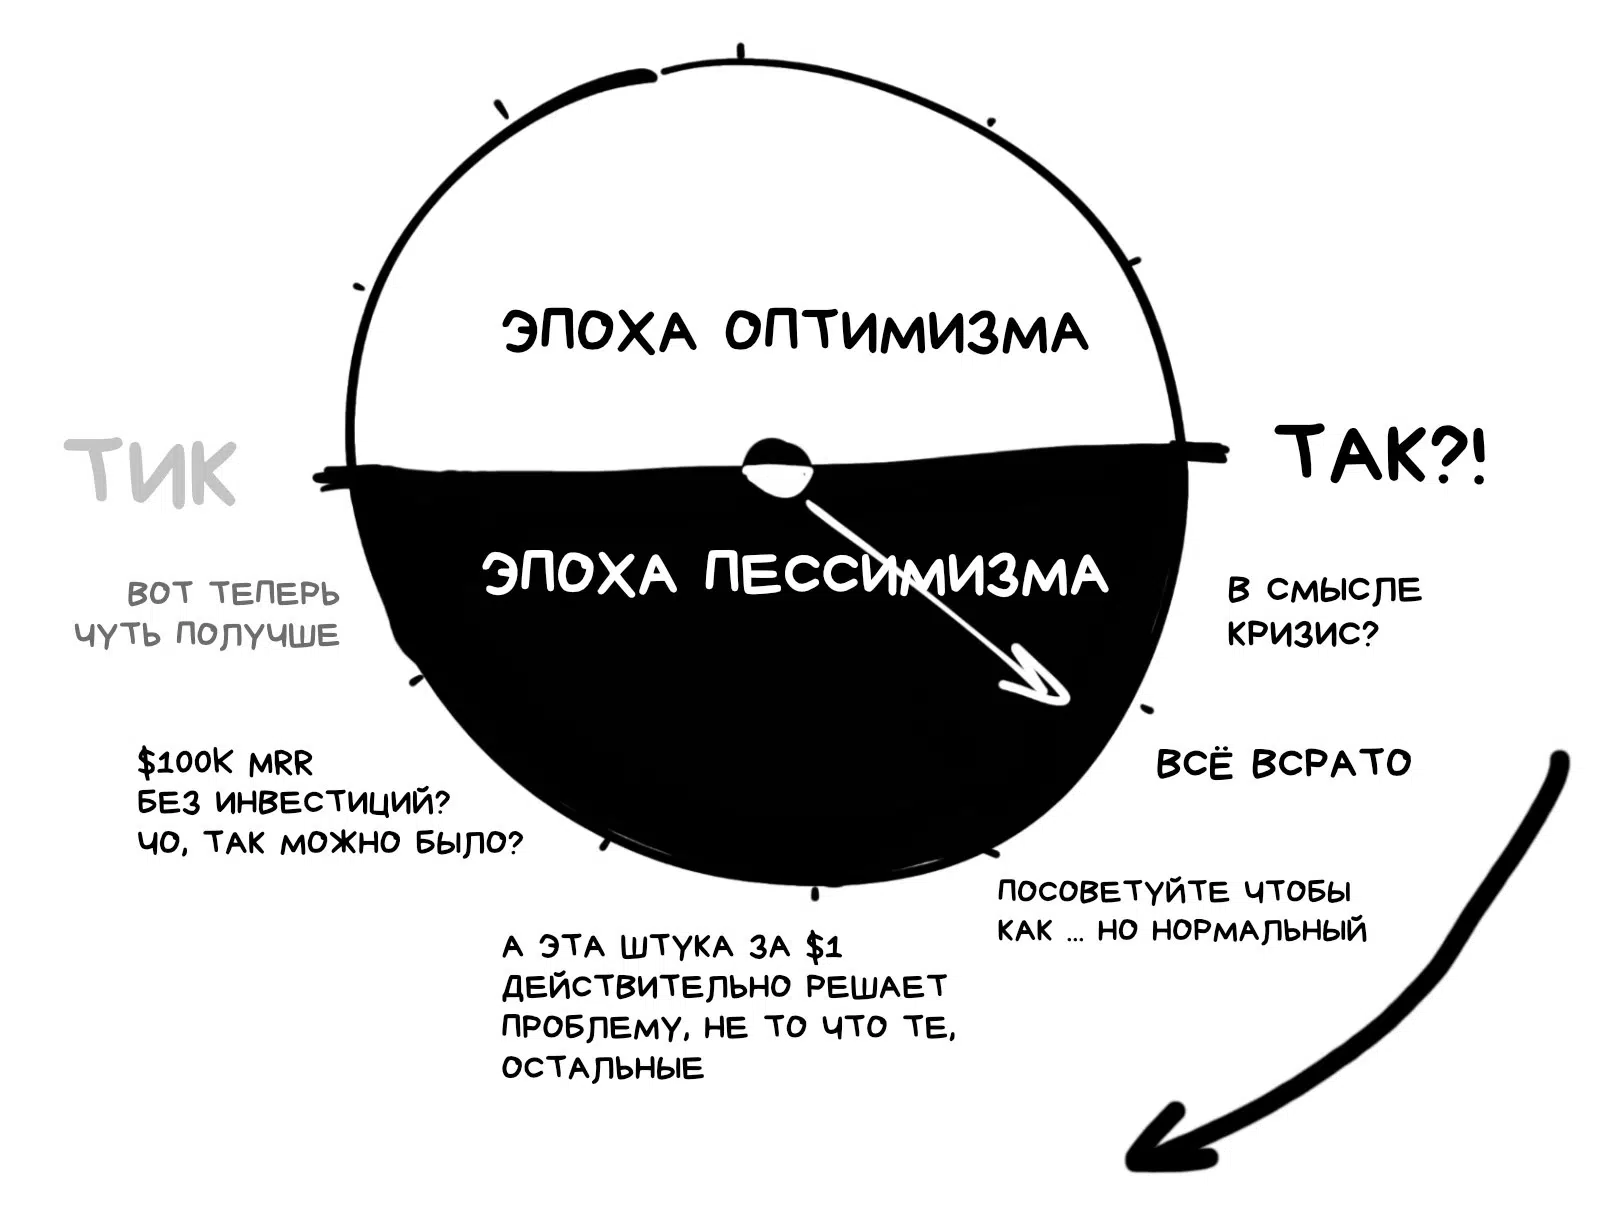 ЭПОХА ОПТИМИЗМА
ТИК
ТАК?!
ЭПОХА ПЕССИМИЗМА
ВОТ ТЕПЕРЬ
ЧУТЬ ПОЛУЧШЕ
В СМЫСЛЕ
КРИЗИС?
$100K MRR
БЕЗ ИНВЕСТИЦИЙ?
ЧО, ТАК МОЖНО БЫЛО?
ВСЁ ВСРАТО
ПОСОВЕТУЙТЕ ЧТОБЫ
КАК ... НО НОРМАЛЬНЫЙ
А ЭТА ШТУКА ЗА $1
ДЕЙСТВИТЕЛЬНО РЕШАЕТ
ПРОБЛЕМУ, НЕ ТО ЧТО ТЕ,
ОСТАЛЬНЫЕ